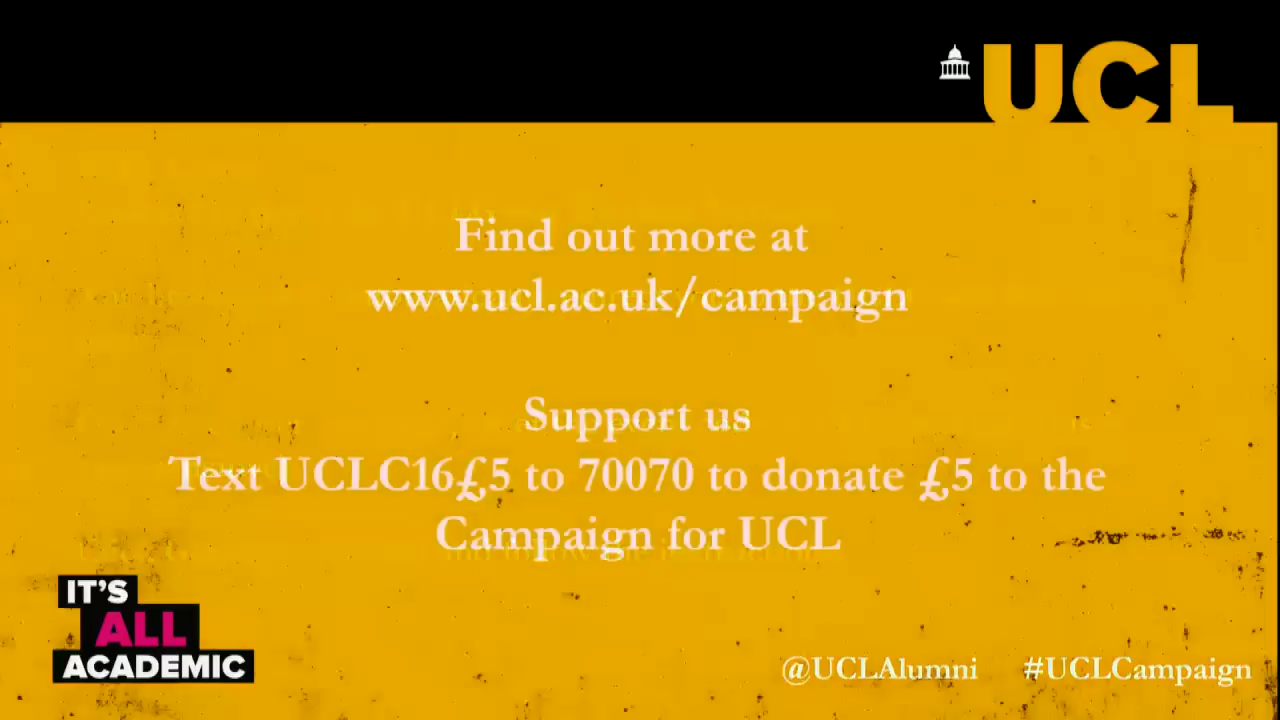 UCL
Find out more at
www.ucl.ac.uk/campaign
Support us
Text UCLC16£5 to 70070 to donate £5 to the
Campaign for UCL
IT'S
ALL
ACADEMIC
@UCLAlumni #UCLCampaign